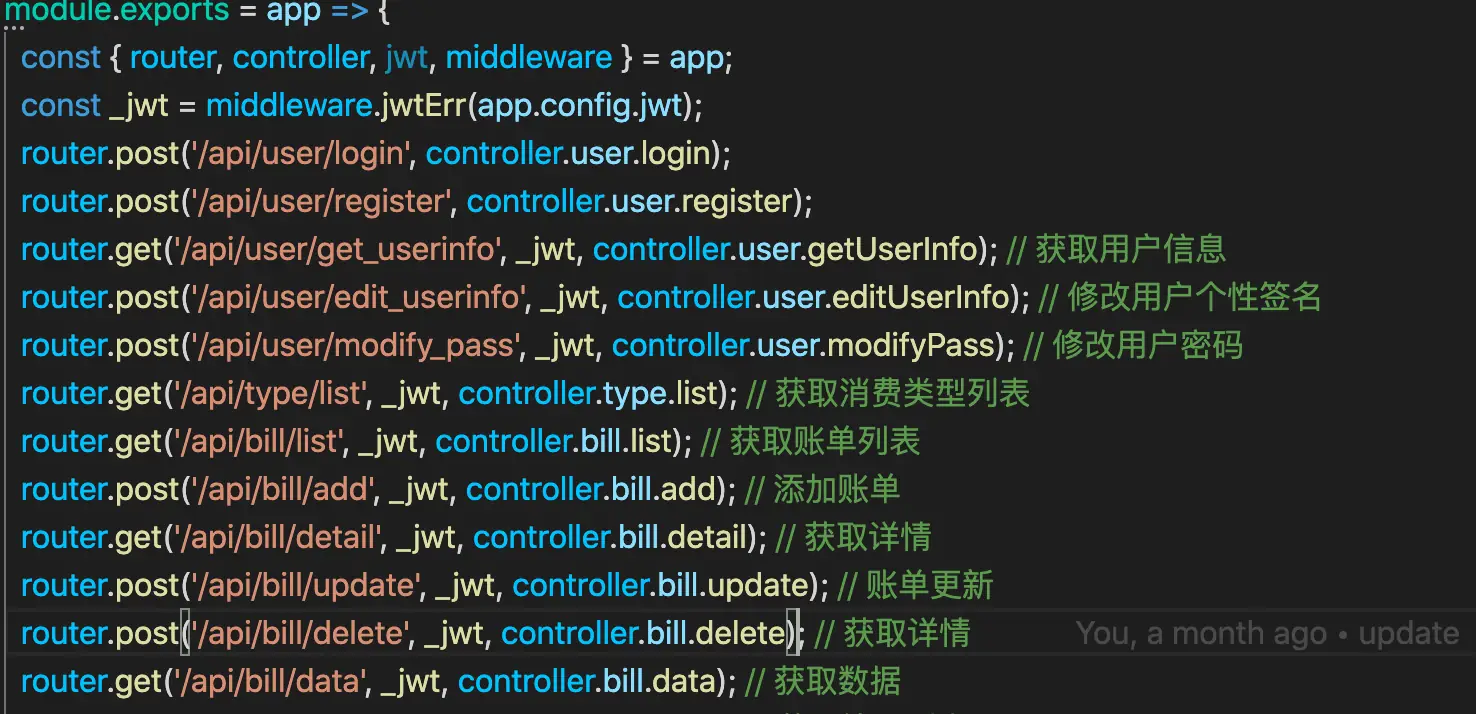 module.exports = app => {
const { router, controller, jwt, middleware } = app;
const _jwt = middleware.jwtErr(app.config.jwt);
router.post('/api/user/login', controller.user.login);
router.post('/api/user/register', controller.user.register);
router.get('/api/user/get_userinfo', _jwt, controller.user.getUserInfo); // 获取用户信息
router.post('/api/user/edit_userinfo', _jwt, controller.user.editUserInfo); // 修改用户个性签名
router.post('/api/user/modify_pass', _jwt, controller.user.modifyPass); // 修改用户密码
router.get('/api/type/list', _jwt, controller.type.list); // 获取消费类型列表
router.get('/api/bill/list', _jwt, controller.bill.list); // 获取账单列表
router.post('/api/bill/add', _jwt, controller.bill.add); // 添加账单
router.get('/api/bill/detail', _jwt, controller.bill.detail); // 获取详情
router.post('/api/bill/update', _jwt, controller.bill.update); // 账单更新
router.post('/api/bill/delete', _jwt, controller.bill.delete); // 获取详情 You, a month ago • update
router.get('/api/bill/data', _jwt, controller.bill.data); // 获取数据